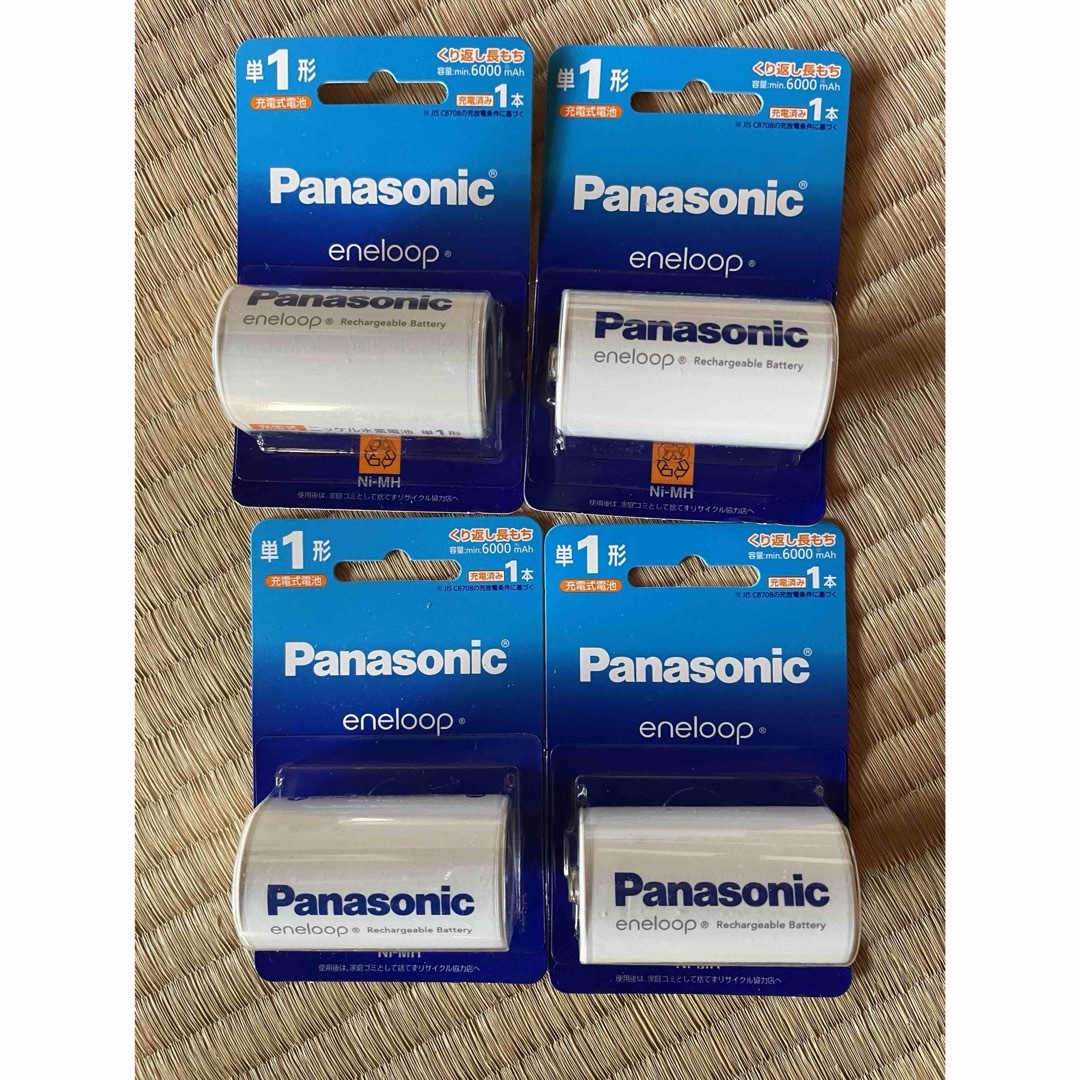 単1形
充電式電池
くり返し長もち
容量:min.6000 mAh
充電済み 1本
※ JIS C8708の充放電条件に基づく
Panasonic®
eneloop®
Panasonic
eneloop® Rechargeable Battery
ニッケル水素電池 単1形
Ni-MH
使用後は、家庭ゴミとして捨てずリサイクル協力店へ
単1形
充電式電池
くり返し長もち
容量:min.6000 mAh
充電済み 1本
※ JIS C8708の充放電条件に基づく
Panasonic®
eneloop®
Panasonic
eneloop® Rechargeable Battery
Ni-MH
使用後は、家庭ゴミとして捨てずリサイクル協力店へ
単1形
充電式電池
くり返し長もち
容量:min.6000 mAh
充電済み 1本
※ JIS C8708の充放電条件に基づく
Panasonic®
eneloop®
Panasonic
eneloop® Rechargeable Battery
Ni-MH
使用後は、家庭ゴミとして捨てずリサイクル協力店へ
単1形
充電式電池
くり返し長もち
容量:min.6000 mAh
充電済み 1本
※ JIS C8708の充放電条件に基づく
Panasonic®
eneloop®
Panasonic
eneloop® Rechargeable Battery
Ni-MH
使用後は、家庭ゴミとして捨てずリサイクル協力店へ